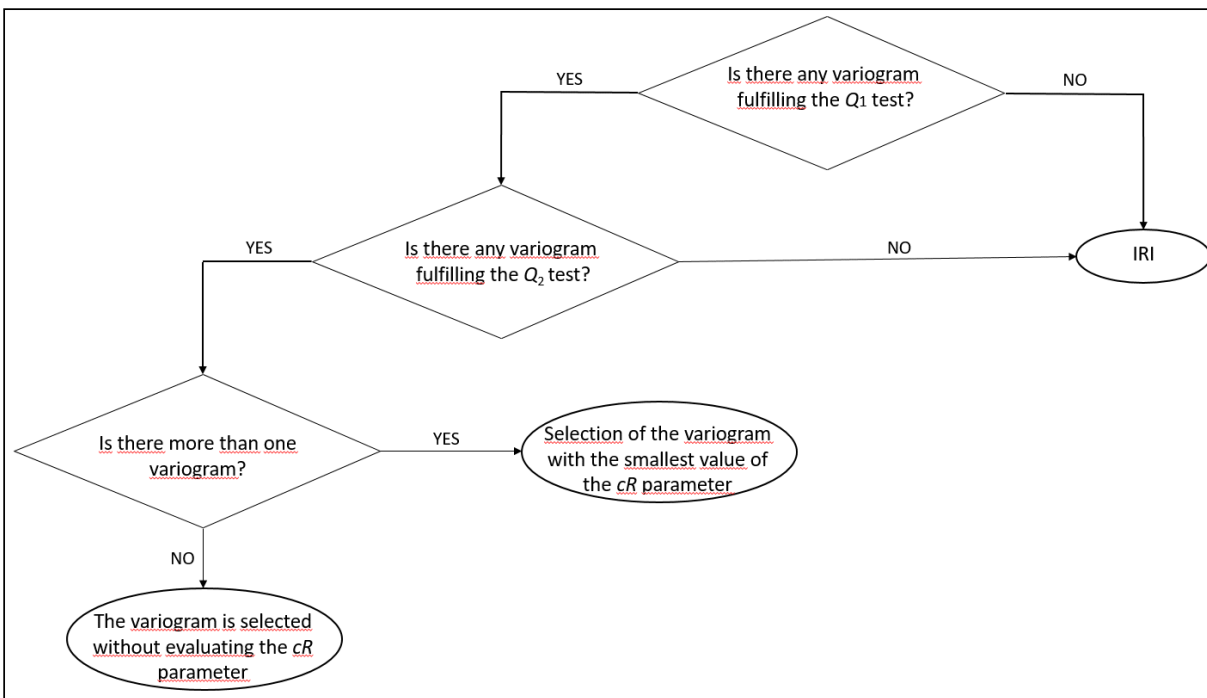 Is there any variogram
fulfilling the Q1 test?
YES
NO
Is there any variogram
fulfilling the Q₂ test?
YES
NO
IRI
Is there more than one
variogram?
YES
Selection of the variogram
with the smallest value of
the cR parameter
NO
The variogram is selected
without evaluating the cR
parameter